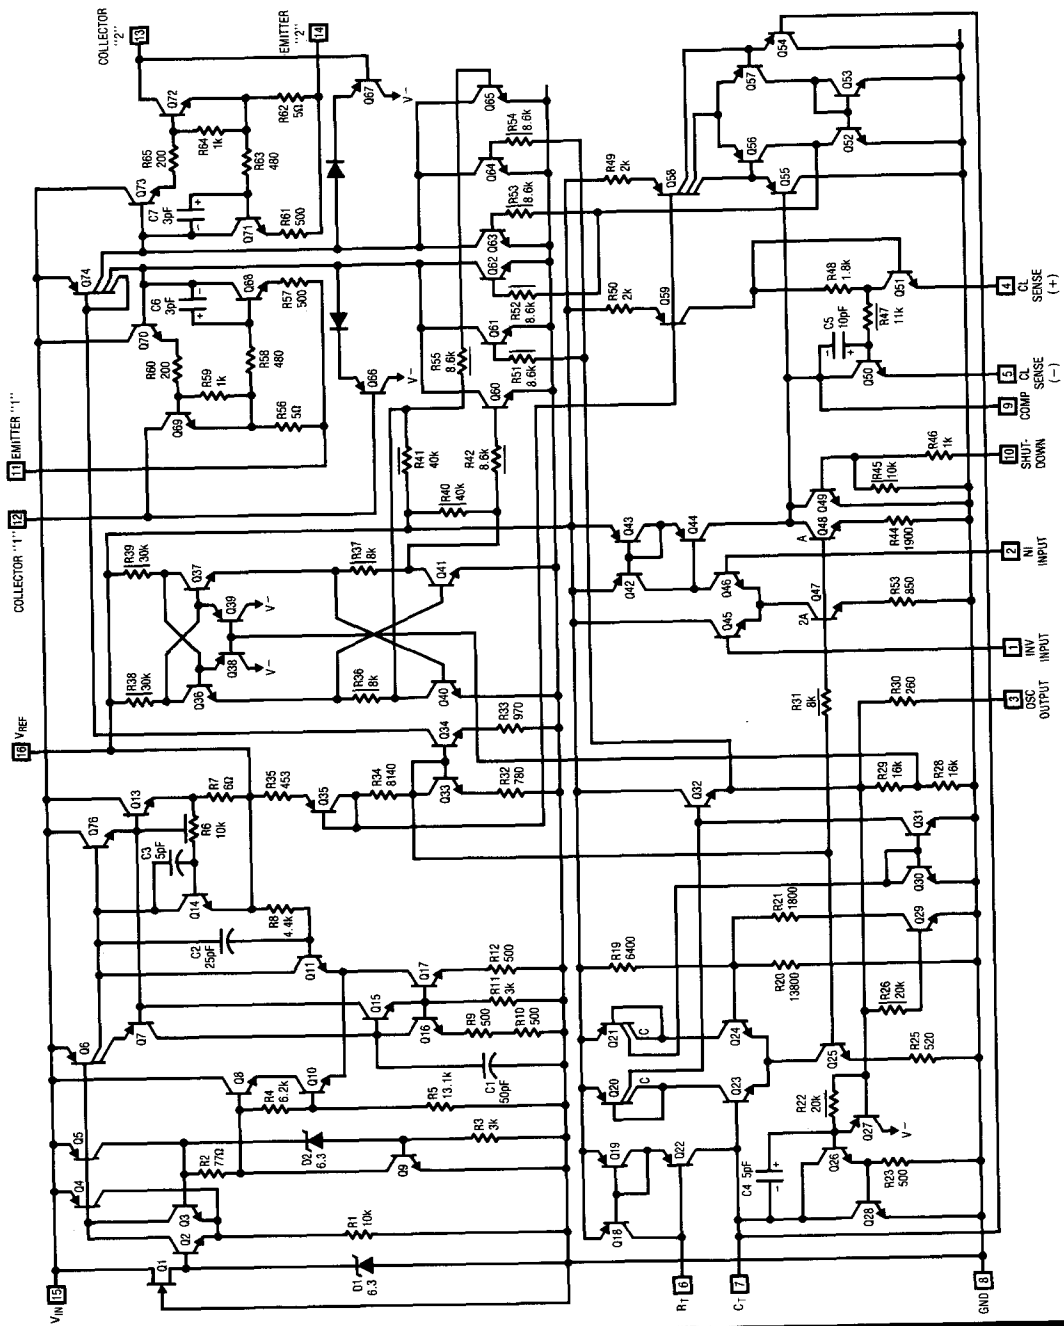 VIN
15
COLLECTOR "1"
12
EMITTER "1"
11
VREF
16
COLLECTOR
"2"
13
EMITTER
"2"
14
Q1
Q2
Q3
Q4
Q5
Q6
Q7
Q76
Q13
Q74
Q73
Q72
R2
77Ω
Q8
R4
6.2k
Q10
D1
6.3
R1
10k
D2
6.3
Q9
R3
3k
R5
13.1k
C1
50pF
Q15
Q16
Q17
R9
500
R10
500
R11
3k
R12
500
Q11
C2
25pF
R8
4.4k
Q14
C3
5pF
R6
10k
R7
6Ω
R35
453
Q35
R34
8140
Q33
Q34
R32
780
R33
970
R38
30k
R39
30k
Q36
Q37
Q38
Q39
V−
V−
R36
8k
R37
8k
Q40
Q41
R40
40k
R41
40k
R42
8.6k
Q69
R60
200
Q70
R59
1k
R58
480
C6
3pF
−
+
Q68
R56
5Ω
R57
500
Q66
V−
R65
200
R64
1k
R63
480
C7
3pF
−
+
Q71
R61
500
R62
5Ω
Q67
V−
R55
8.6k
Q60
Q61
Q62
Q63
Q64
Q65
R51
8.6k
R52
8.6k
R53
8.6k
R54
8.6k
Q18
Q19
Q20
C
Q21
C
Q22
R19
6400
Q23
Q24
R20
13800
R21
1800
Q25
R25
520
C4
5pF
−
+
R22
20k
Q26
Q27
V−
R23
500
Q28
R26
20k
Q29
Q30
Q31
Q32
R29
16k
R28
16k
R30
260
R31
8k
Q42
Q43
Q44
Q45
Q46
Q47
2A
Q48
A
Q49
R53
850
R44
1900
R45
10k
R46
1k
R50
2k
R49
2k
Q59
Q58
C5
10pF
−
+
Q50
R47
11k
R48
1.8k
Q51
Q55
Q56
Q57
Q54
Q52
Q53
RT
6
CT
7
GND
8
3
OSC
OUTPUT
1
INV
INPUT
2
NI
INPUT
10
SHUT-
DOWN
9
COMP
5
CL
SENSE
(−)
4
CL
SENSE
(+)